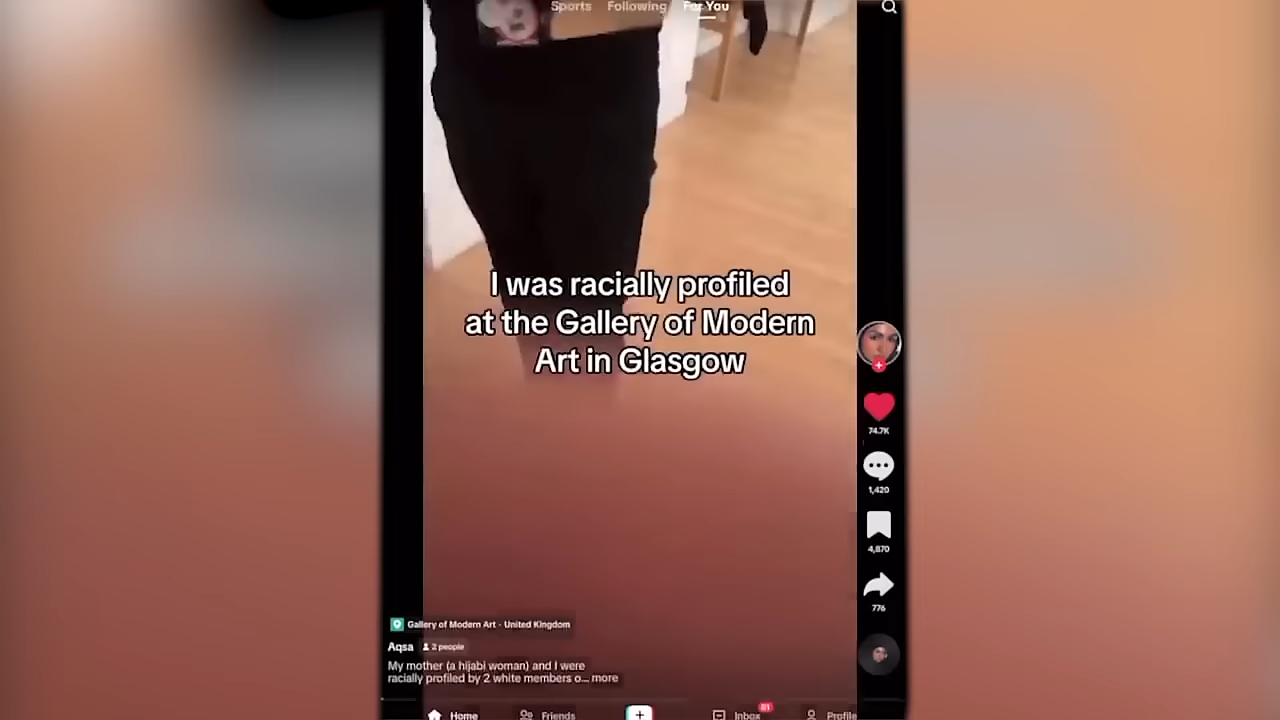 Sports Following For You
I was racially profiled
at the Gallery of Modern
Art in Glasgow
74.7K
1,420
4,870
776
Gallery of Modern Art · United Kingdom
Aqsa 2 people
My mother (a hijabi woman) and I were
racially profiled by 2 white members o... more
Home Friends Inbox Profile